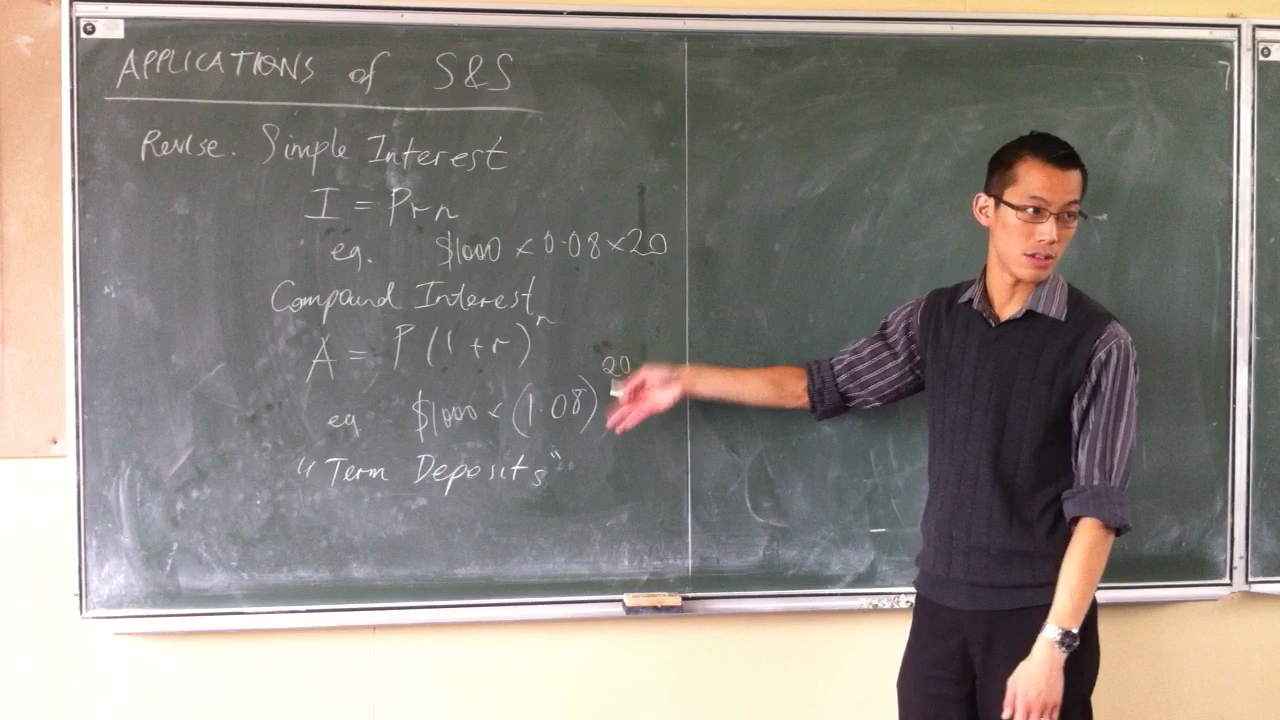 APPLICATIONS of S&S
Revise: Simple Interest
I = Prn
eg. $1000 × 0.08 × 20
Compound Interest
A = P(1+r)ⁿ
eg $1000 × (1.08)²⁰
"Term Deposits"